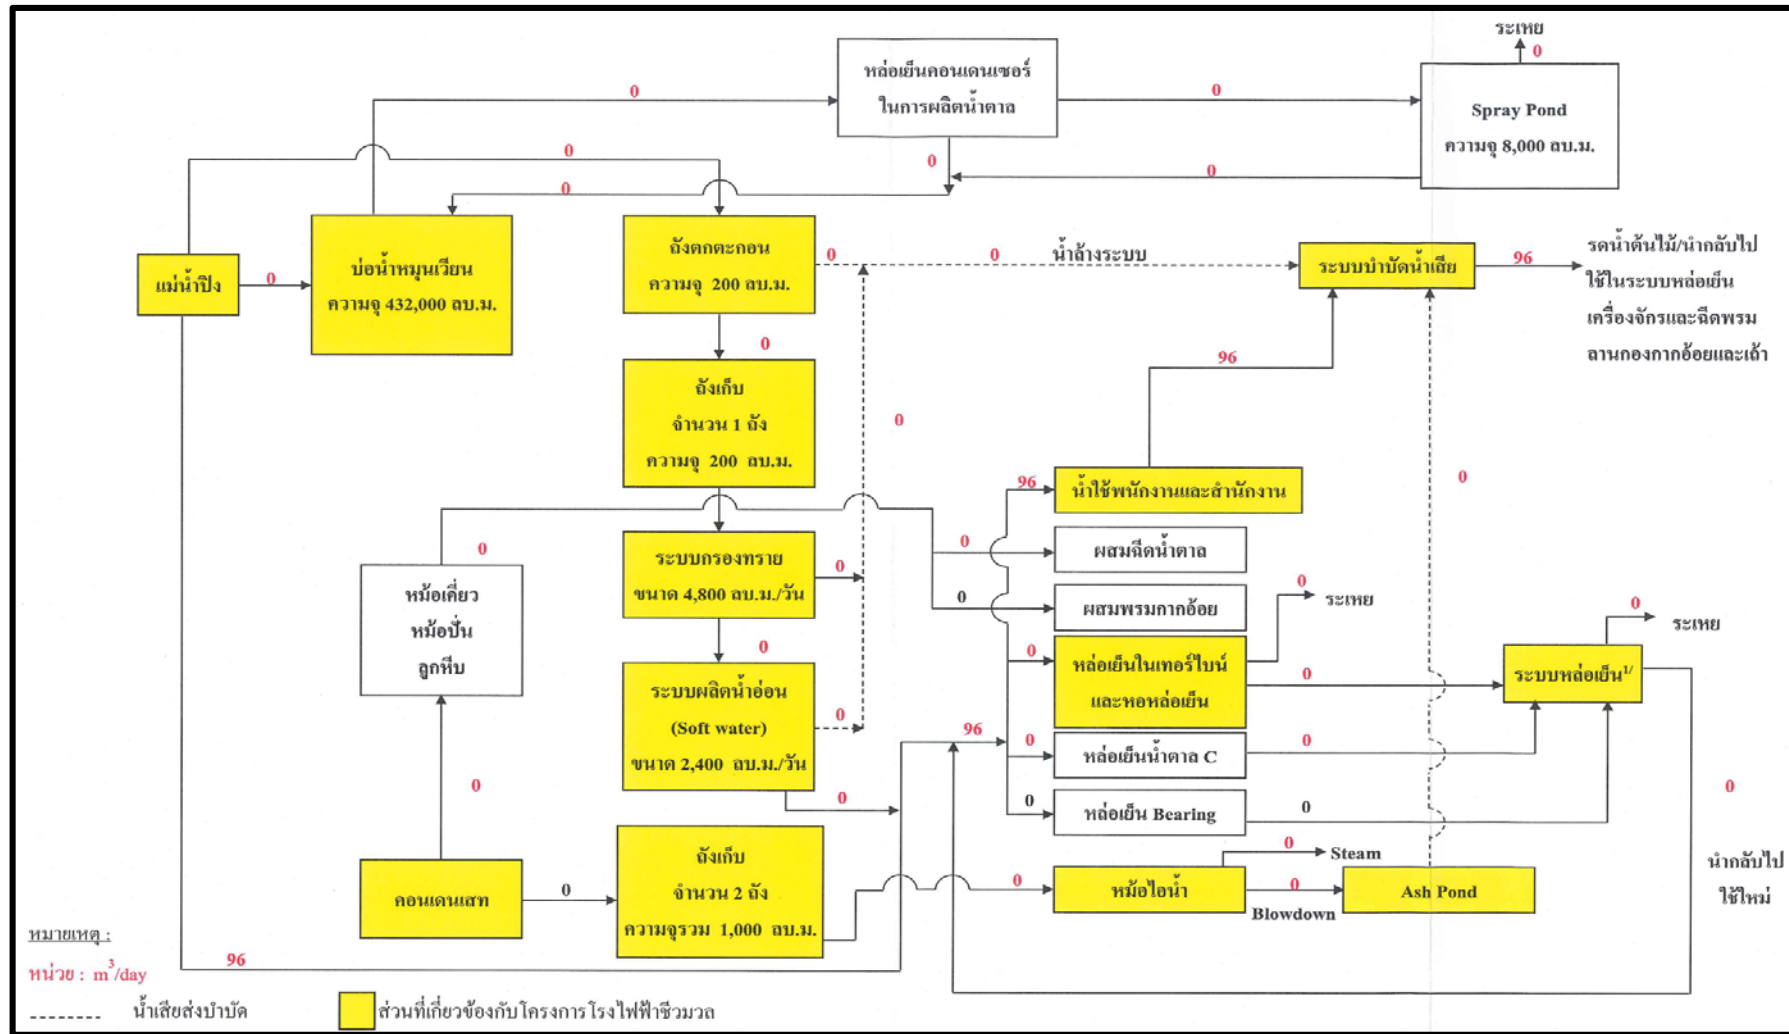 ระเหย
0
หล่อเย็นคอนเดนเซอร์
ในการผลิตน้ำตาล
0
0
Spray Pond
ความจุ 8,000 ลบ.ม.
0
0
0
0
แม่น้ำปิง
0
บ่อน้ำหมุนเวียน
ความจุ 432,000 ลบ.ม.
ถังตกตะกอน
ความจุ 200 ลบ.ม.
0
0
น้ำล้างระบบ
ระบบบำบัดน้ำเสีย
96
รดน้ำต้นไม้/นำกลับไป
ใช้ในระบบหล่อเย็น
เครื่องจักรและฉีดพรม
ลานกองกากอ้อยและเถ้า
0
96
ถังเก็บ
จำนวน 1 ถัง
ความจุ 200 ลบ.ม.
0
0
96
น้ำใช้พนักงานและสำนักงาน
0
ระบบกรองทราย
ขนาด 4,800 ลบ.ม./วัน
0
0
ผสมฉีดน้ำตาล
0
ผสมพรมกากอ้อย
0
ระเหย
หม้อเคี่ยว
หม้อปั่น
ลูกหีบ
0
ระบบผลิตน้ำอ่อน
(Soft water)
ขนาด 2,400 ลบ.ม./วัน
0
0
หล่อเย็นในเทอร์ไบน์
และหอหล่อเย็น
0
ระบบหล่อเย็น1/
0
ระเหย
96
0
หล่อเย็นน้ำตาล C
0
0
0
0
หล่อเย็น Bearing
0
0
คอนเดนเสท
0
ถังเก็บ
จำนวน 2 ถัง
ความจุรวม 1,000 ลบ.ม.
0
หม้อไอน้ำ
0
Steam
0
Blowdown
Ash Pond
นำกลับไป
ใช้ใหม่
หมายเหตุ :
96
หน่วย : m3/day
-------- น้ำเสียส่งบำบัด
ส่วนที่เกี่ยวข้องกับโครงการโรงไฟฟ้าชีวมวล